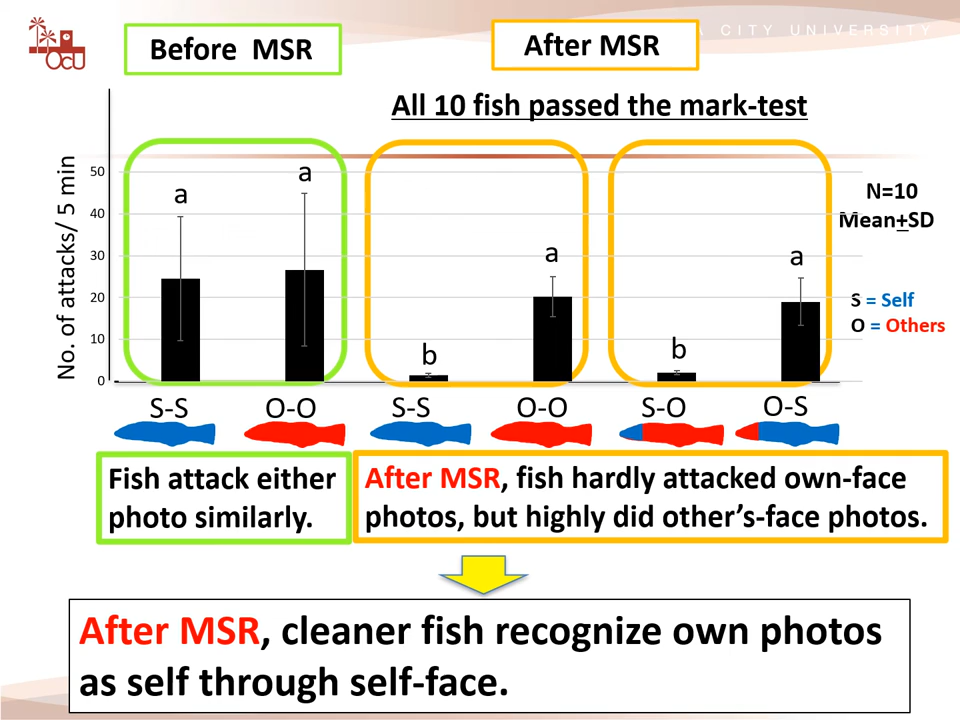 OCU
A CITY UNIVERSITY
Before MSR
After MSR
All 10 fish passed the mark-test
No. of attacks/ 5 min
50
40
30
20
10
0
a
a
b
a
b
a
N=10
Mean+SD
S = Self
O = Others
S-S
O-O
S-S
O-O
S-O
O-S
Fish attack either
photo similarly.
After MSR, fish hardly attacked own-face
photos, but highly did other’s-face photos.
After MSR, cleaner fish recognize own photos
as self through self-face.